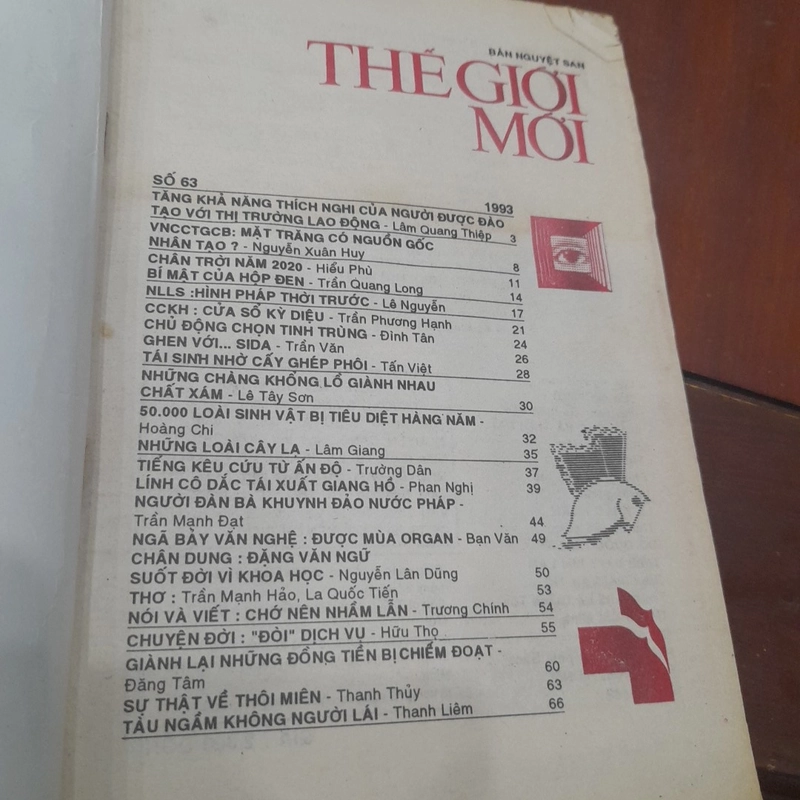 BÁN NGUYỆT SAN
THẾ GIỚI
MỚI
SỐ 63 1993
TĂNG KHẢ NĂNG THÍCH NGHI CỦA NGƯỜI ĐƯỢC ĐÀO
TẠO VỚI THỊ TRƯỜNG LAO ĐỘNG - Lâm Quang Thiệp 3
VNCCTGCB: MẶT TRĂNG CÓ NGUỒN GỐC
NHÂN TẠO ? - Nguyễn Xuân Huy 8
CHÂN TRỜI NĂM 2020 - Hiểu Phù 11
BÍ MẬT CỦA HỘP ĐEN - Trần Quang Long 14
NLLS :HÌNH PHÁP THỜI TRƯỚC - Lê Nguyễn 17
CCKH : CỬA SỔ KỲ DIỆU - Trần Phương Hạnh 21
CHỦ ĐỘNG CHỌN TINH TRÙNG - Đình Tân 24
GHEN VỚI... SIDA - Trần Văn 26
TÁI SINH NHỜ CẤY GHÉP PHÔI - Tấn Việt 28
NHỮNG CHÀNG KHỔNG LỒ GIÀNH NHAU
CHẤT XÁM - Lê Tây Sơn 30
50.000 LOÀI SINH VẬT BỊ TIÊU DIỆT HÀNG NĂM -
Hoàng Chi 32
NHỮNG LOÀI CÂY LẠ - Lâm Giang 35
TIẾNG KÊU CỨU TỪ ẤN ĐỘ - Trường Dân 37
LÍNH CÔ DẮC TÁI XUẤT GIANG HỒ - Phan Nghị 39
NGƯỜI ĐÀN BÀ KHUYNH ĐẢO NƯỚC PHÁP -
Trần Mạnh Đạt 44
NGÃ BẢY VĂN NGHỆ : ĐƯỢC MÙA ORGAN - Bạn Văn 49
CHÂN DUNG : ĐẶNG VĂN NGỮ
SUỐT ĐỜI VÌ KHOA HỌC - Nguyễn Lân Dũng 50
THƠ : Trần Mạnh Hảo, La Quốc Tiến 53
NÓI VÀ VIẾT : CHỚ NÊN NHẦM LẪN - Trương Chính 54
CHUYỆN ĐỜI : "ĐÒI" DỊCH VỤ - Hữu Thọ 55
GIÀNH LẠI NHỮNG ĐỒNG TIỀN BỊ CHIẾM ĐOẠT -
Đăng Tâm 60
SỰ THẬT VỀ THÔI MIÊN - Thanh Thủy 63
TÀU NGẦM KHÔNG NGƯỜI LÁI - Thanh Liêm 66